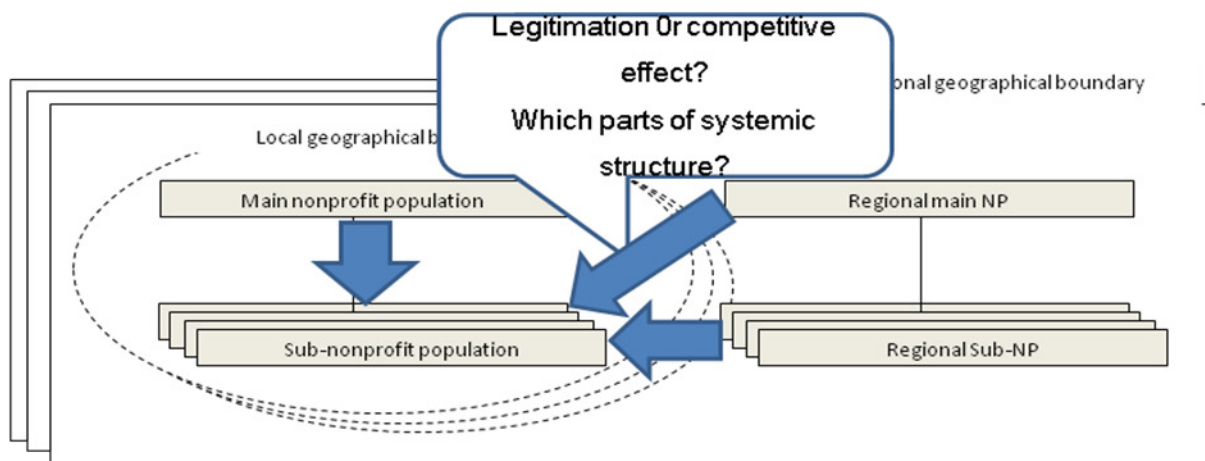 Legitimation 0r competitive
effect?
Which parts of systemic
structure?
onal geographical boundary
Local geographical b
Main nonprofit population
Regional main NP
Sub-nonprofit population
Regional Sub-NP